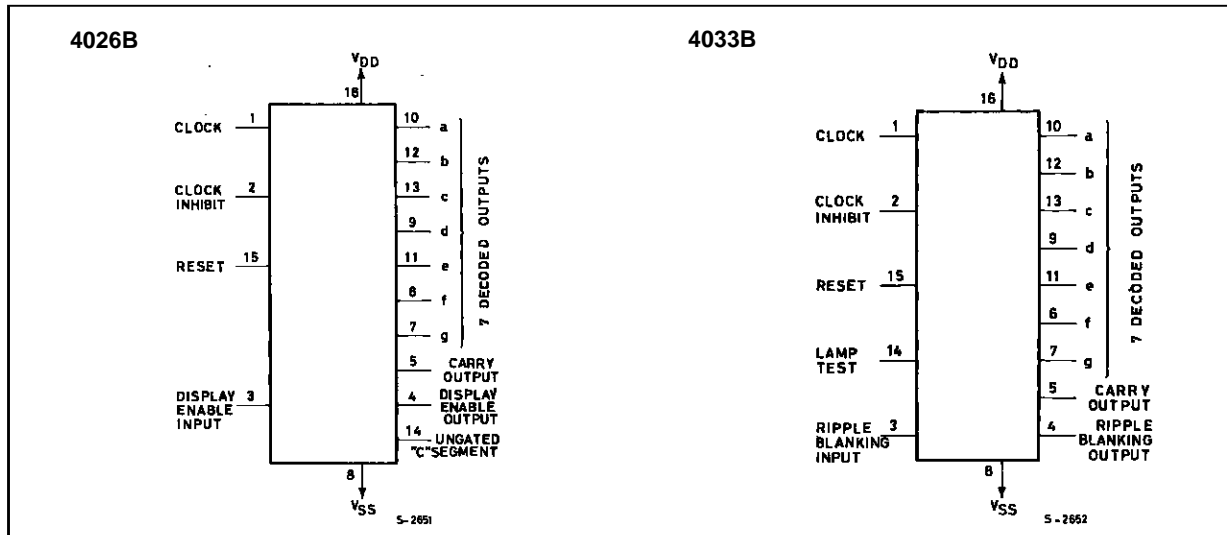 4026B
VDD
16
CLOCK 1
10 a
12 b
CLOCK INHIBIT 2
13 c
9 d
RESET 15
11 e
6 f
7 g
7 DECODED OUTPUTS
5 CARRY OUTPUT
DISPLAY ENABLE INPUT 3
4 DISPLAY ENABLE OUTPUT
14 UNGATED "C" SEGMENT
8
VSS
S-2651
4033B
VDD
16
CLOCK 1
10 a
12 b
CLOCK INHIBIT 2
13 c
9 d
RESET 15
11 e
6 f
LAMP TEST 14
7 g
7 DECODED OUTPUTS
5 CARRY OUTPUT
RIPPLE BLANKING INPUT 3
4 RIPPLE BLANKING OUTPUT
8
VSS
S-2652